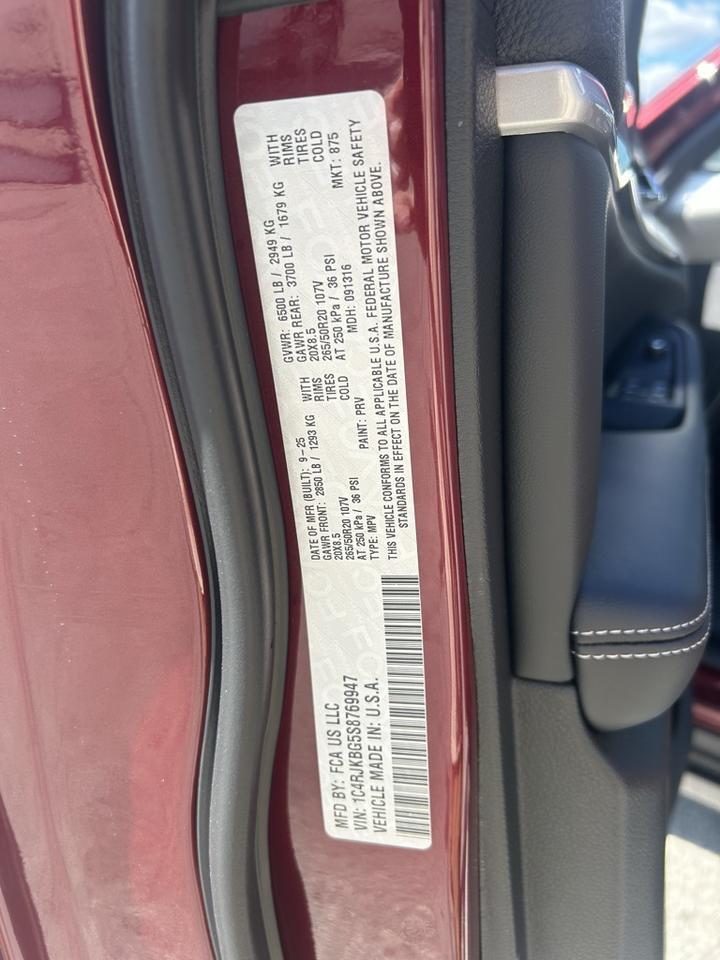 MFD BY: FCA US LLC
VIN: 1C4RJKBG5S8769947
VEHICLE MADE IN: U.S.A.
DATE OF MFR (BUILT): 9-25
GAWR FRONT: 2850 LB / 1293 KG WITH
20X8.5 RIMS
265/50R20 107V TIRES
AT 250 kPa / 36 PSI COLD
TYPE: MPV PAINT: PRV
GVWR: 6500 LB / 2949 KG
GAWR REAR: 3700 LB / 1679 KG WITH
20X8.5 RIMS
265/50R20 107V TIRES
AT 250 kPa / 36 PSI COLD
MDH: 091316 MKT: 875
THIS VEHICLE CONFORMS TO ALL APPLICABLE U.S.A. FEDERAL MOTOR VEHICLE SAFETY
STANDARDS IN EFFECT ON THE DATE OF MANUFACTURE SHOWN ABOVE.